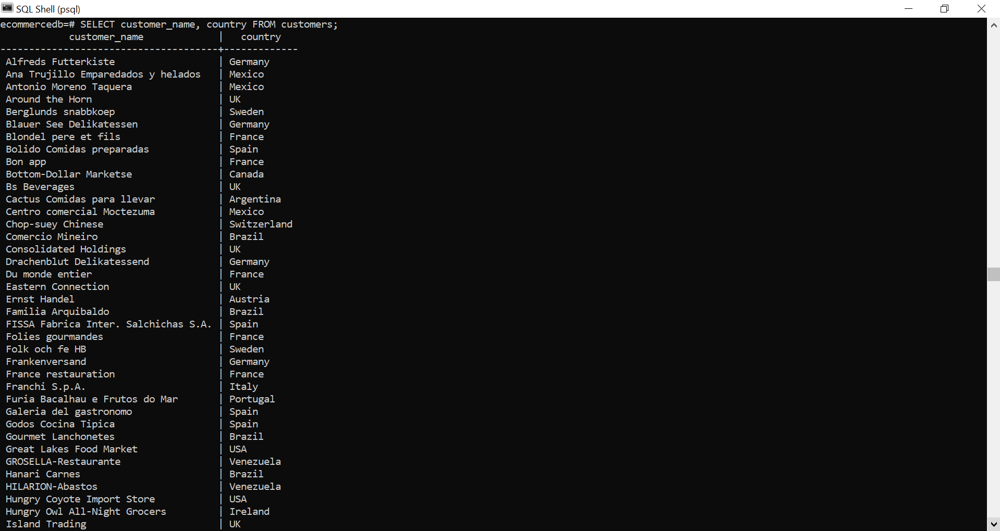 SQL Shell (psql)
ecommercedb=# SELECT customer_name, country FROM customers;
            customer_name             |   country
--------------------------------------+-------------
 Alfreds Futterkiste                  | Germany
 Ana Trujillo Emparedados y helados   | Mexico
 Antonio Moreno Taquera               | Mexico
 Around the Horn                      | UK
 Berglunds snabbkoep                  | Sweden
 Blauer See Delikatessen              | Germany
 Blondel pere et fils                 | France
 Bolido Comidas preparadas            | Spain
 Bon app                              | France
 Bottom-Dollar Marketse               | Canada
 Bs Beverages                         | UK
 Cactus Comidas para llevar           | Argentina
 Centro comercial Moctezuma           | Mexico
 Chop-suey Chinese                    | Switzerland
 Comercio Mineiro                     | Brazil
 Consolidated Holdings                | UK
 Drachenblut Delikatessend            | Germany
 Du monde entier                      | France
 Eastern Connection                   | UK
 Ernst Handel                         | Austria
 Familia Arquibaldo                   | Brazil
 FISSA Fabrica Inter. Salchichas S.A. | Spain
 Folies gourmandes                    | France
 Folk och fe HB                       | Sweden
 Frankenversand                       | Germany
 France restauration                  | France
 Franchi S.p.A.                       | Italy
 Furia Bacalhau e Frutos do Mar       | Portugal
 Galeria del gastronomo               | Spain
 Godos Cocina Tipica                  | Spain
 Gourmet Lanchonetes                  | Brazil
 Great Lakes Food Market              | USA
 GROSELLA-Restaurante                 | Venezuela
 Hanari Carnes                        | Brazil
 HILARION-Abastos                     | Venezuela
 Hungry Coyote Import Store           | USA
 Hungry Owl All-Night Grocers         | Ireland
 Island Trading                       | UK